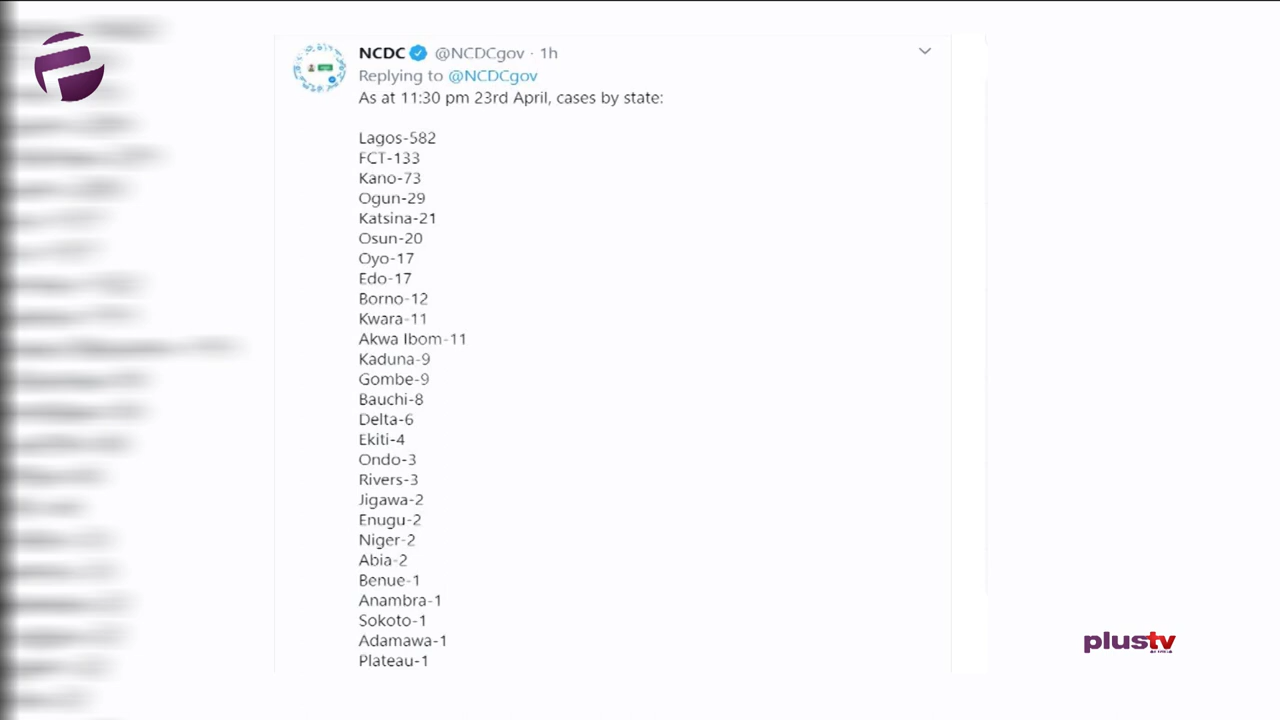 NCDC @NCDCgov · 1h
Replying to @NCDCgov
As at 11:30 pm 23rd April, cases by state:
Lagos-582
FCT-133
Kano-73
Ogun-29
Katsina-21
Osun-20
Oyo-17
Edo-17
Borno-12
Kwara-11
Akwa Ibom-11
Kaduna-9
Gombe-9
Bauchi-8
Delta-6
Ekiti-4
Ondo-3
Rivers-3
Jigawa-2
Enugu-2
Niger-2
Abia-2
Benue-1
Anambra-1
Sokoto-1
Adamawa-1
Plateau-1
plustv